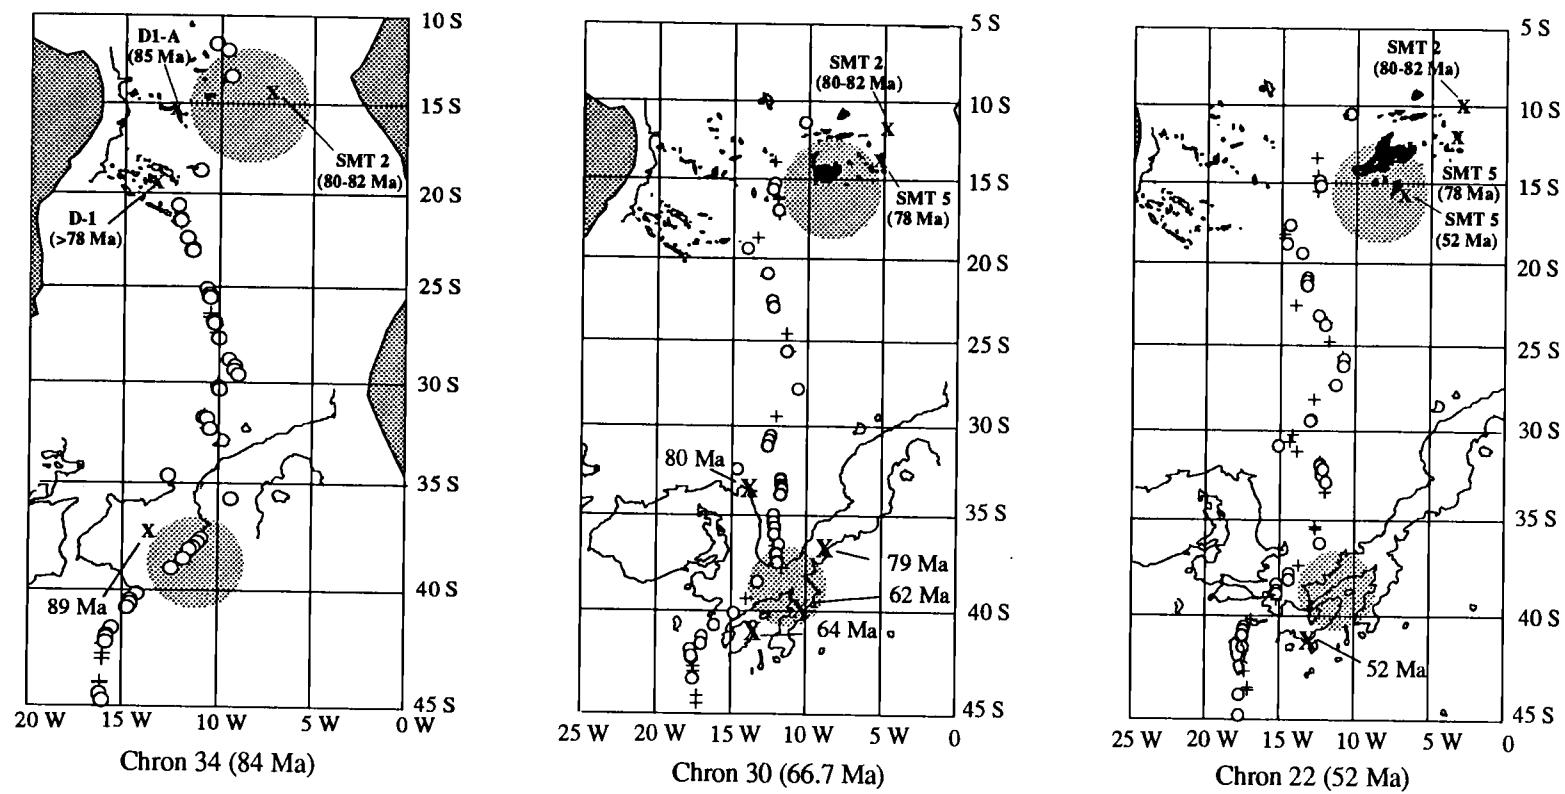 10 S
D1-A
(85 Ma)
15 S
SMT 2
(80-82 Ma)
20 S
D-1
(>78 Ma)
25 S
30 S
35 S
X
89 Ma
40 S
45 S
20 W 15 W 10 W 5 W 0 W
Chron 34 (84 Ma)
5 S
SMT 2
(80-82 Ma)
10 S
X
15 S
SMT 5
(78 Ma)
20 S
25 S
30 S
80 Ma
X
35 S
X
79 Ma
62 Ma
40 S
X
64 Ma
45 S
25 W 20 W 15 W 10 W 5 W 0
Chron 30 (66.7 Ma)
5 S
SMT 2
(80-82 Ma)
X
10 S
X
SMT 5
(78 Ma)
15 S
X
SMT 5
(52 Ma)
20 S
25 S
30 S
35 S
40 S
X
52 Ma
45 S
25 W 20 W 15 W 10 W 5 W 0
Chron 22 (52 Ma)